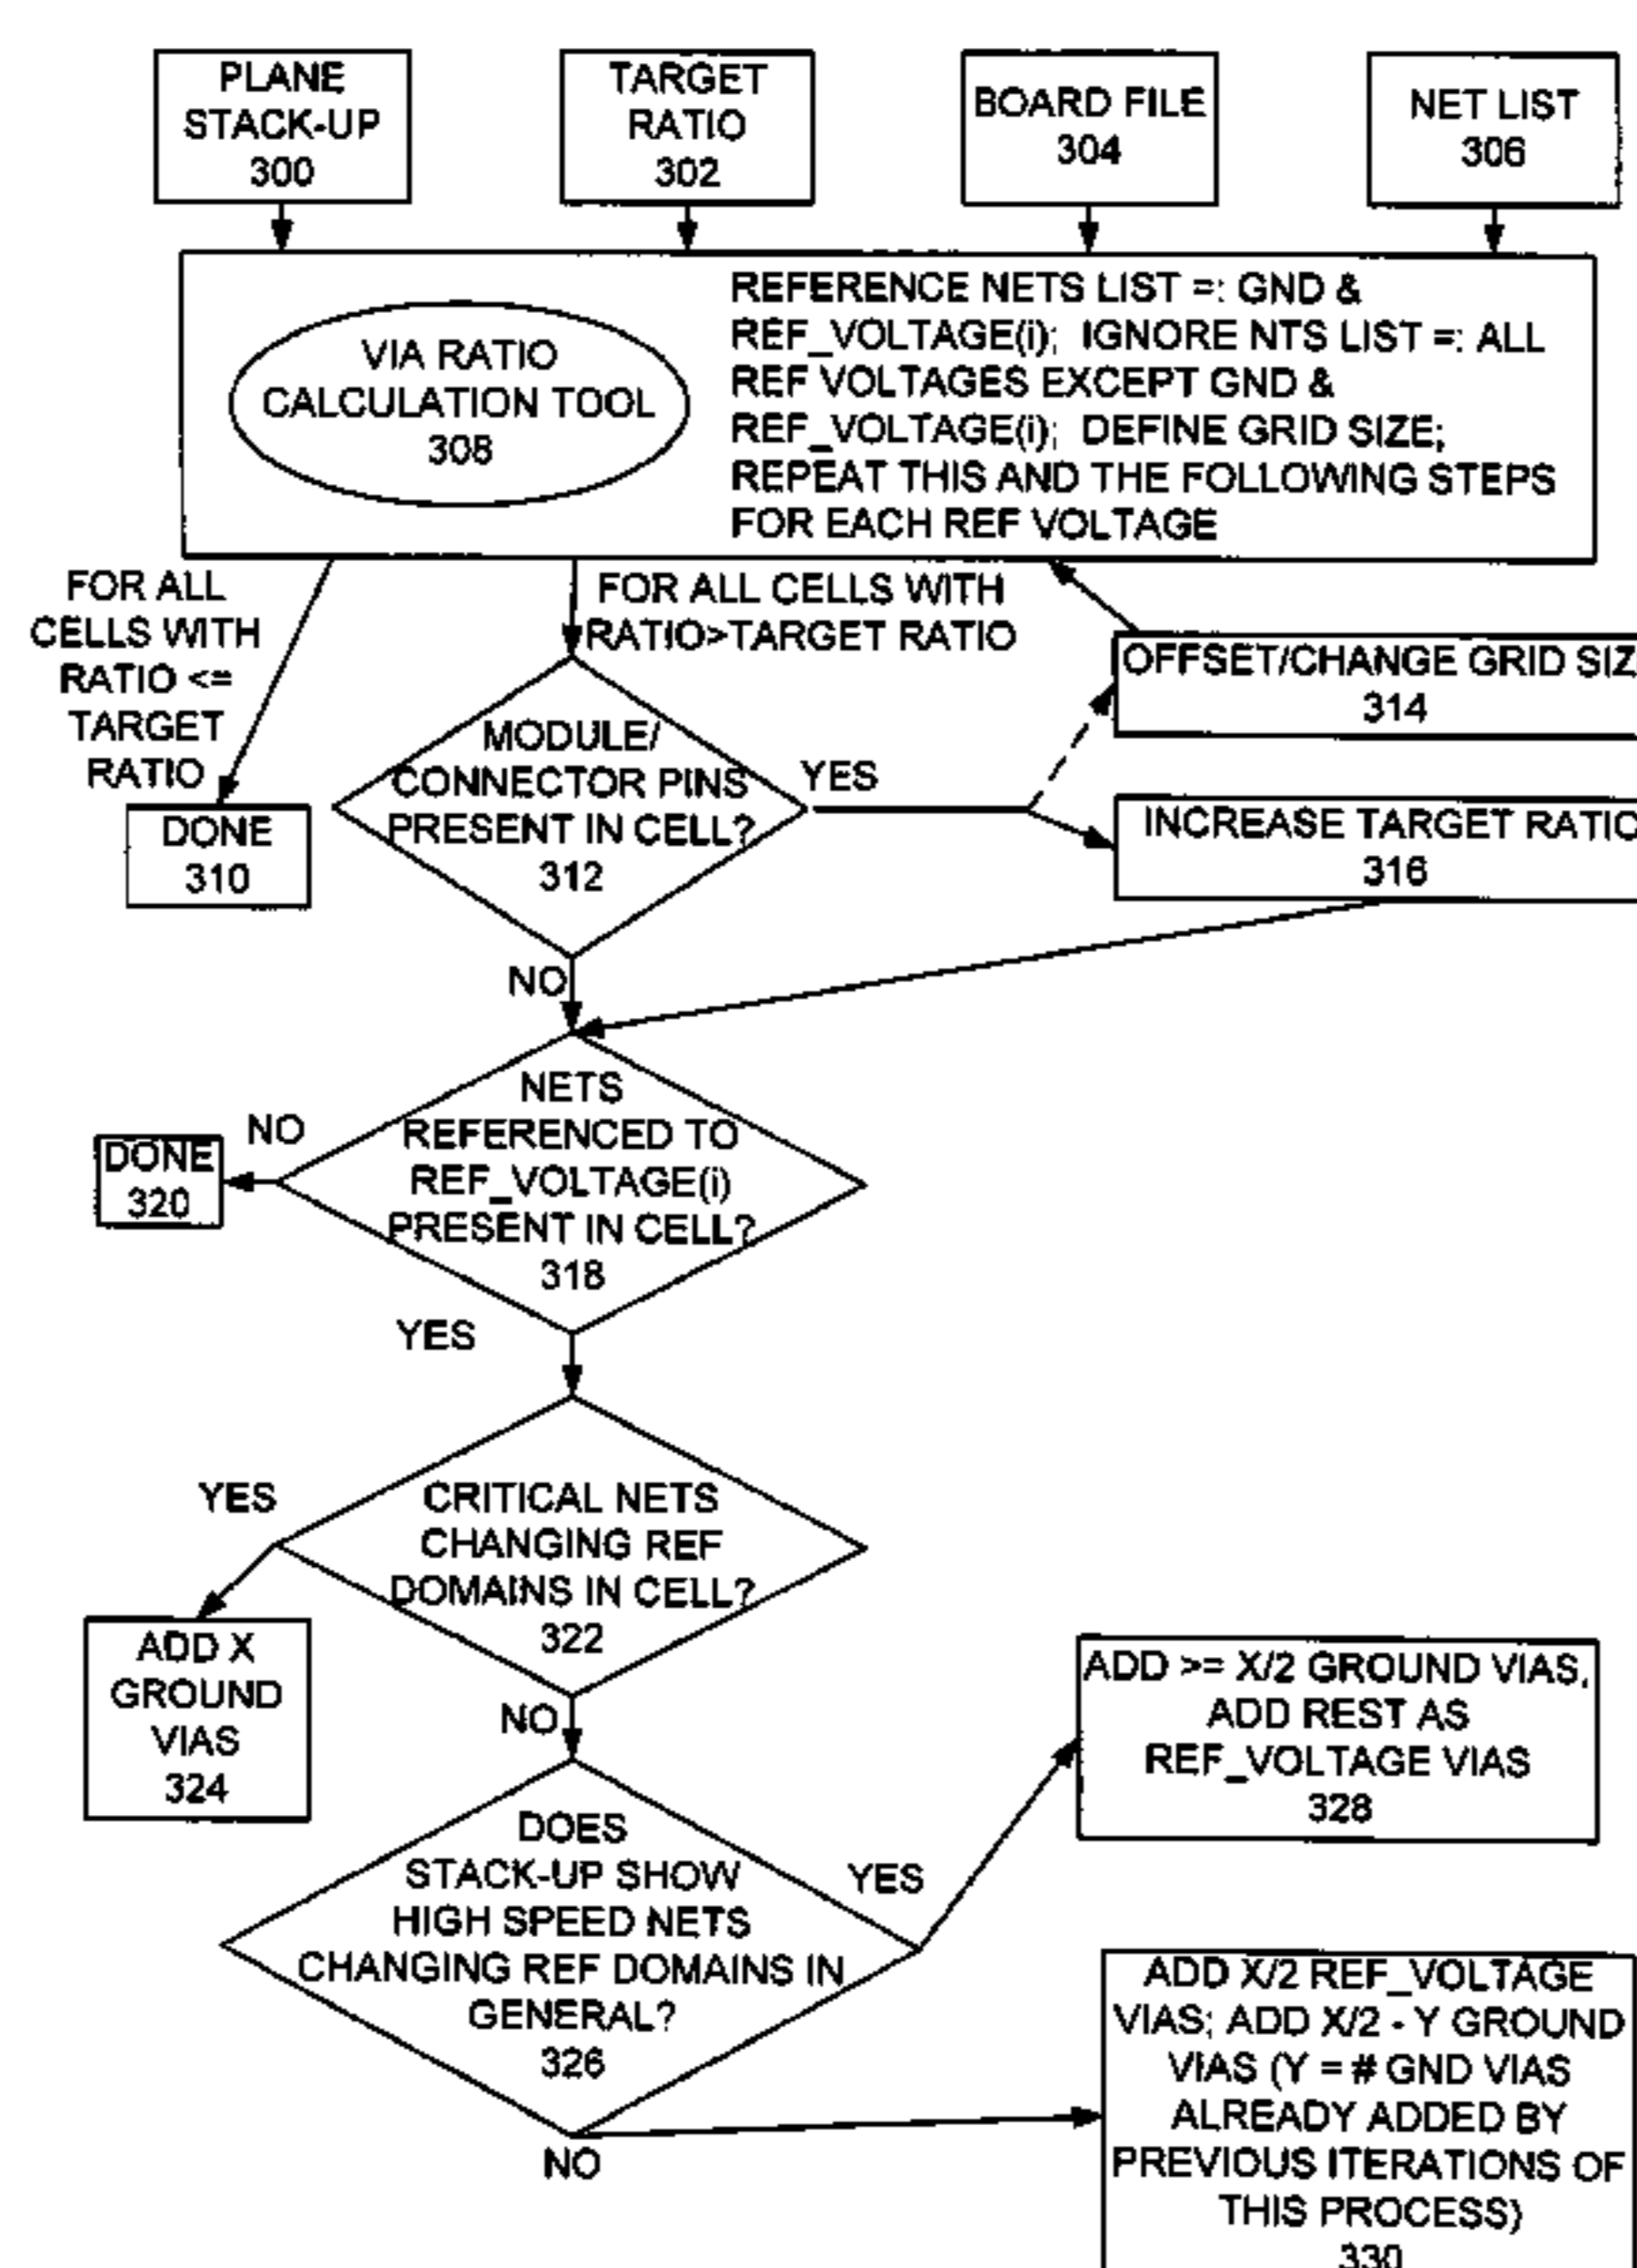 PLANE
STACK-UP
300
TARGET
RATIO
302
BOARD FILE
304
NET LIST
306
VIA RATIO
CALCULATION TOOL
308
REFERENCE NETS LIST =: GND &
REF_VOLTAGE(i); IGNORE NTS LIST =: ALL
REF VOLTAGES EXCEPT GND &
REF_VOLTAGE(i); DEFINE GRID SIZE;
REPEAT THIS AND THE FOLLOWING STEPS
FOR EACH REF VOLTAGE
FOR ALL
CELLS WITH
RATIO <=
TARGET
RATIO
FOR ALL CELLS WITH
RATIO>TARGET RATIO
DONE
310
MODULE/
CONNECTOR PINS
PRESENT IN CELL?
312
YES
OFFSET/CHANGE GRID SIZ
314
INCREASE TARGET RATIO
316
NO
NETS
REFERENCED TO
REF_VOLTAGE(i)
PRESENT IN CELL?
318
NO
DONE
320
YES
CRITICAL NETS
CHANGING REF
DOMAINS IN CELL?
322
YES
ADD X
GROUND
VIAS
324
NO
DOES
STACK-UP SHOW
HIGH SPEED NETS
CHANGING REF DOMAINS IN
GENERAL?
326
YES
ADD >= X/2 GROUND VIAS,
ADD REST AS
REF_VOLTAGE VIAS
328
NO
ADD X/2 REF_VOLTAGE
VIAS; ADD X/2 - Y GROUND
VIAS (Y = # GND VIAS
ALREADY ADDED BY
PREVIOUS ITERATIONS OF
THIS PROCESS)
330